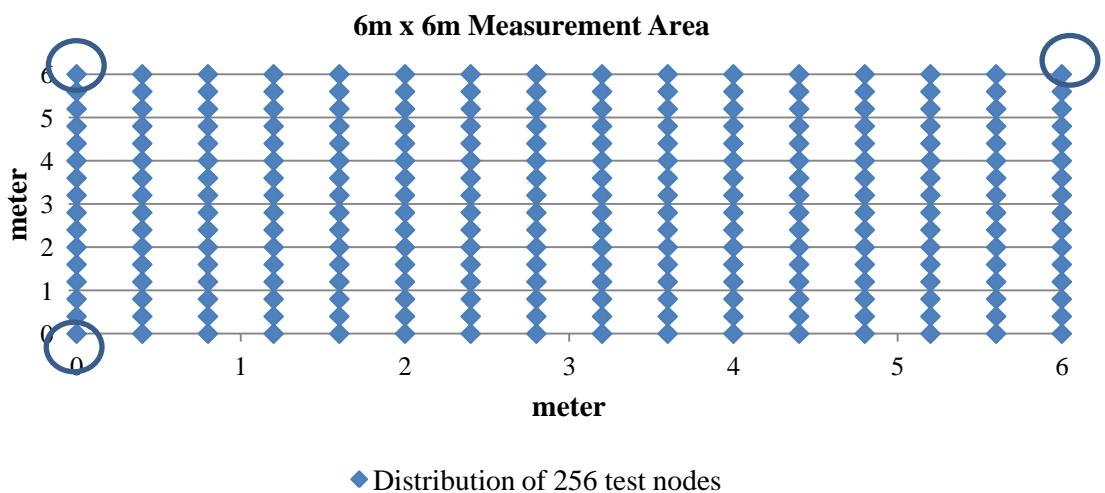 6m x 6m Measurement Area
6
5
4
3
2
1
0
meter
0 1 2 3 4 5 6
meter
Distribution of 256 test nodes